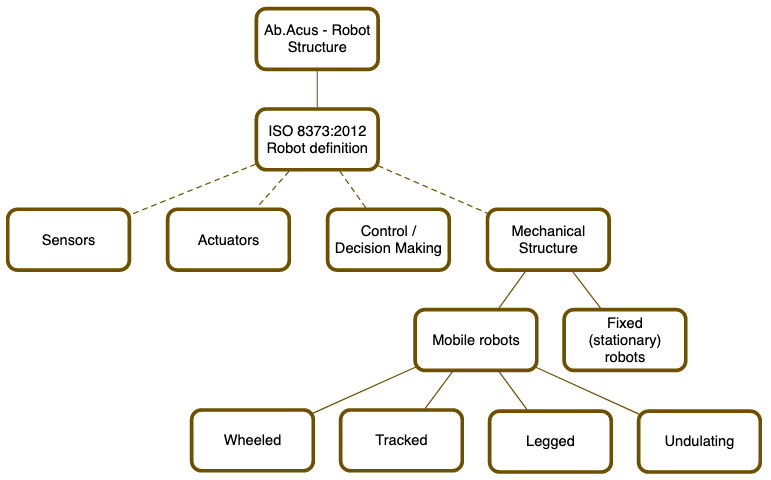 Ab.Acus - Robot
Structure
ISO 8373:2012
Robot definition
Sensors
Actuators
Control /
Decision Making
Mechanical
Structure
Mobile robots
Fixed
(stationary)
robots
Wheeled
Tracked
Legged
Undulating